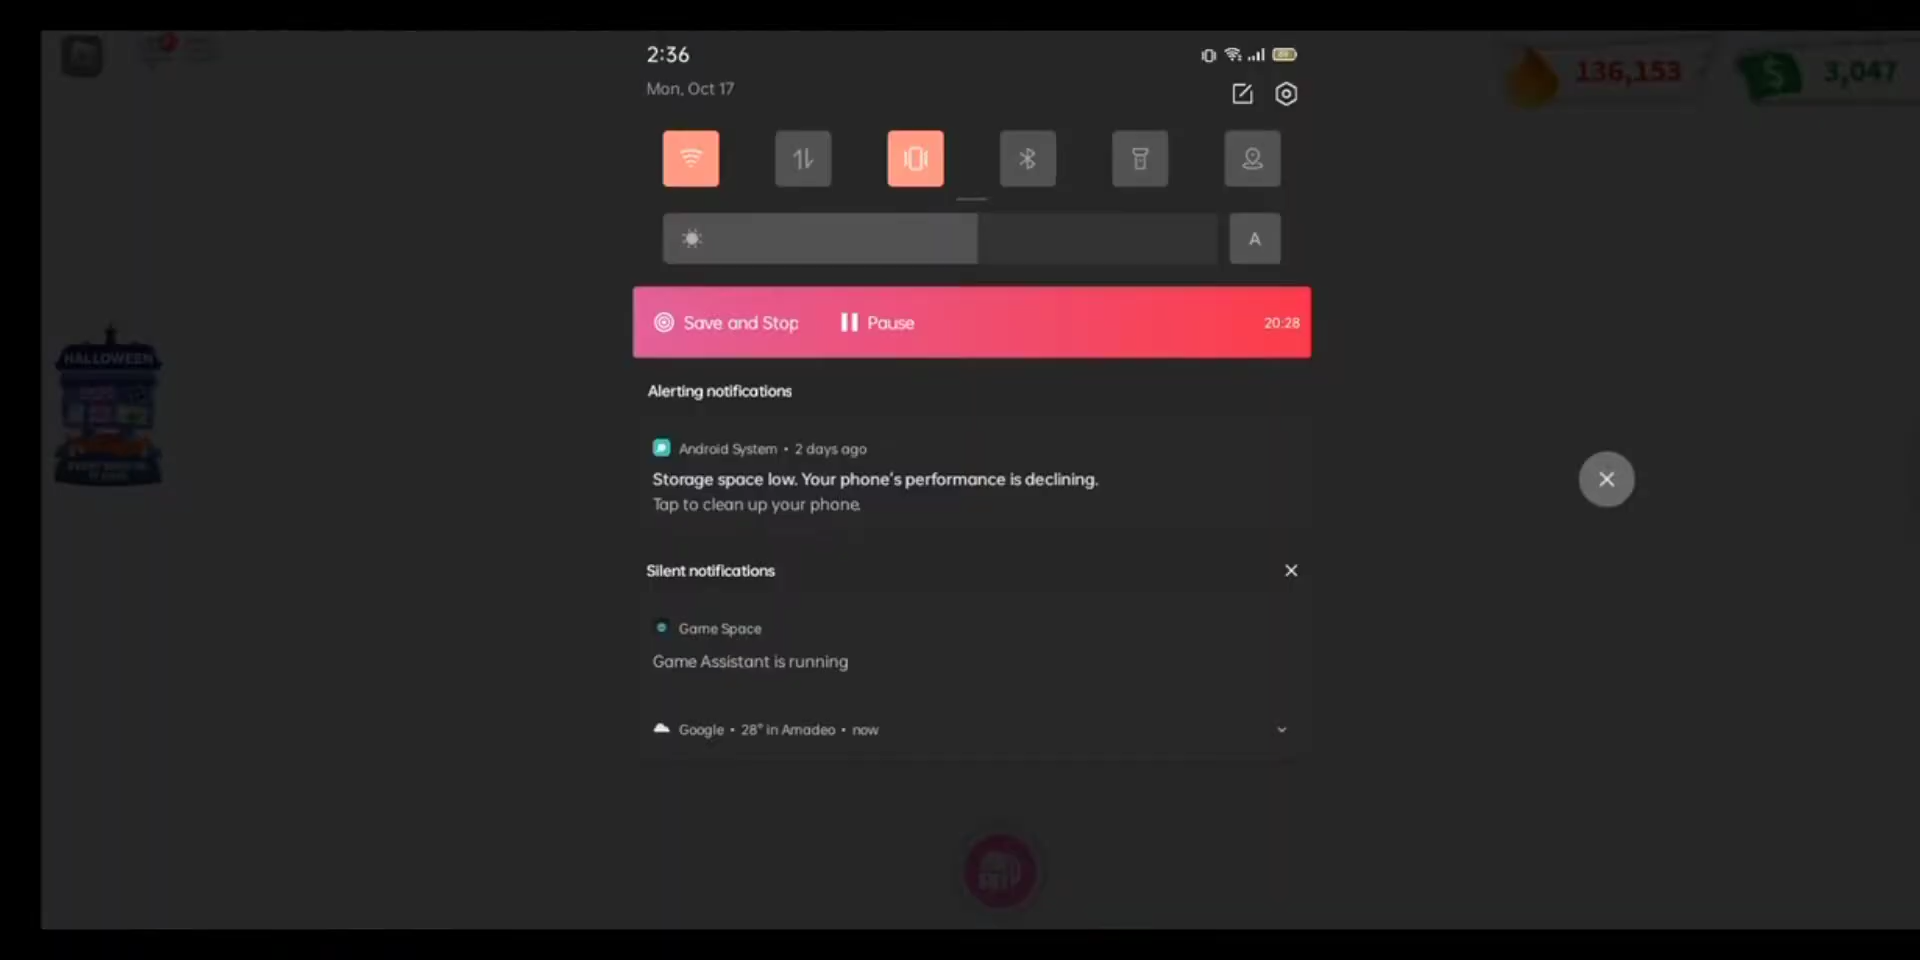 2:36
Mon, Oct 17
136,153
3,047
A
Save and Stop
Pause
20:28
HALLOWEEN
Alerting notifications
Android System • 2 days ago
Storage space low. Your phone's performance is declining.
Tap to clean up your phone.
Silent notifications
Game Space
Game Assistant is running
Google • 28° in Amadeo • now